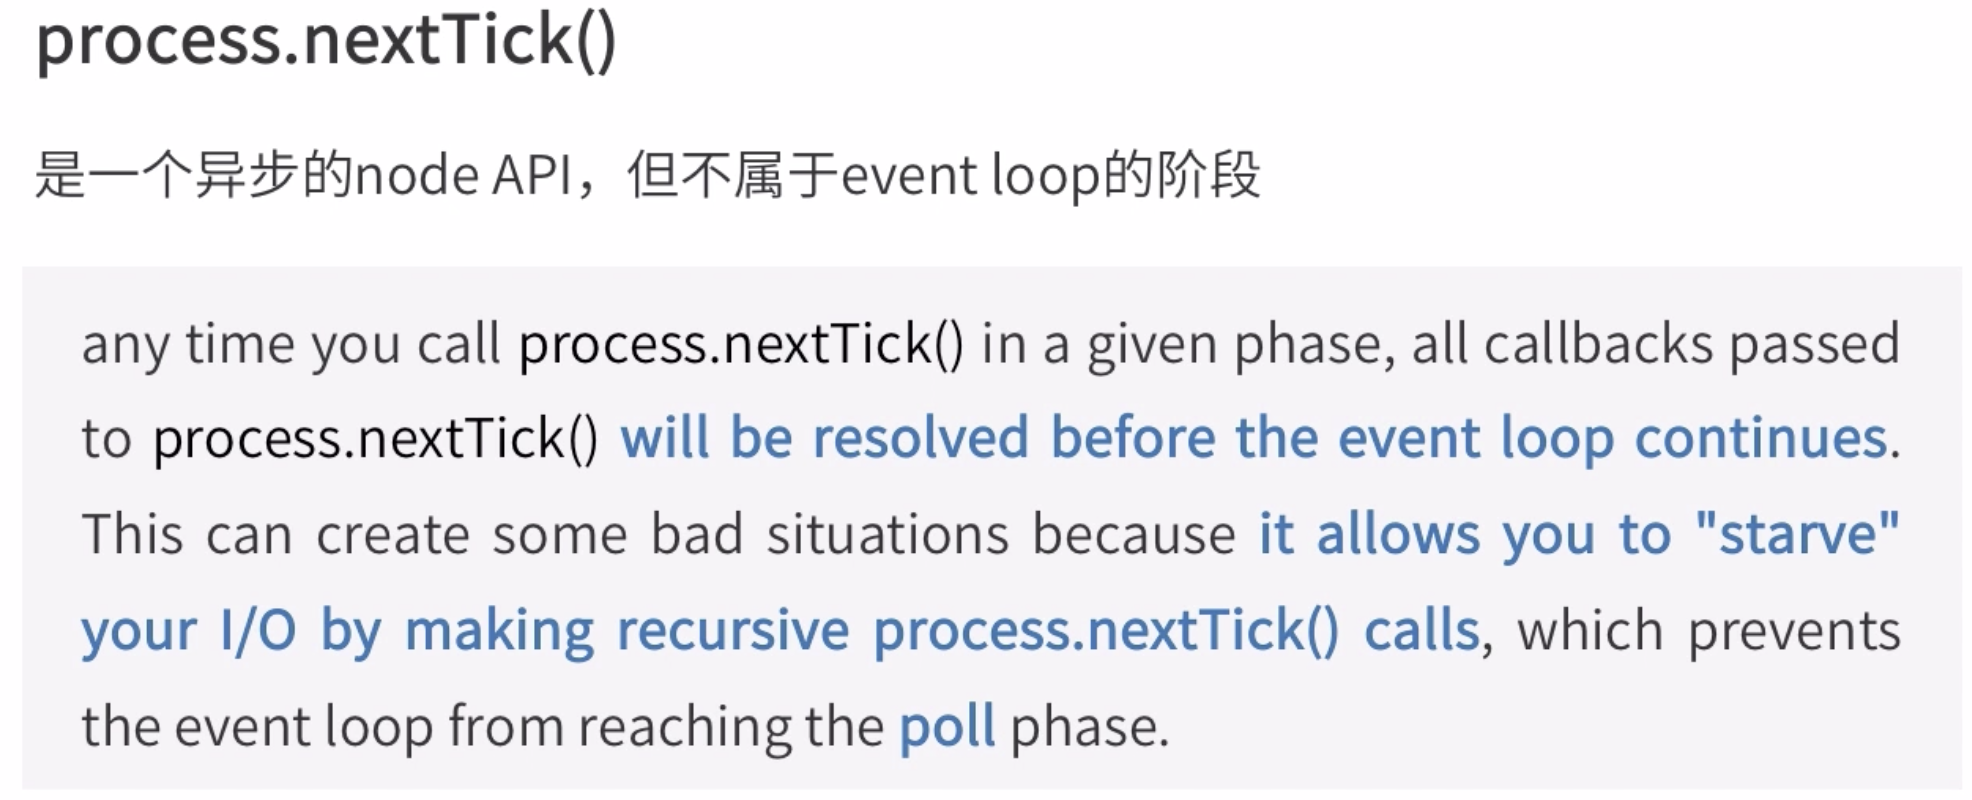 process.nextTick()
是一个异步的node API，但不属于event loop的阶段
any time you call process.nextTick() in a given phase, all callbacks passed
to process.nextTick() will be resolved before the event loop continues.
This can create some bad situations because it allows you to "starve"
your I/O by making recursive process.nextTick() calls, which prevents
the event loop from reaching the poll phase.